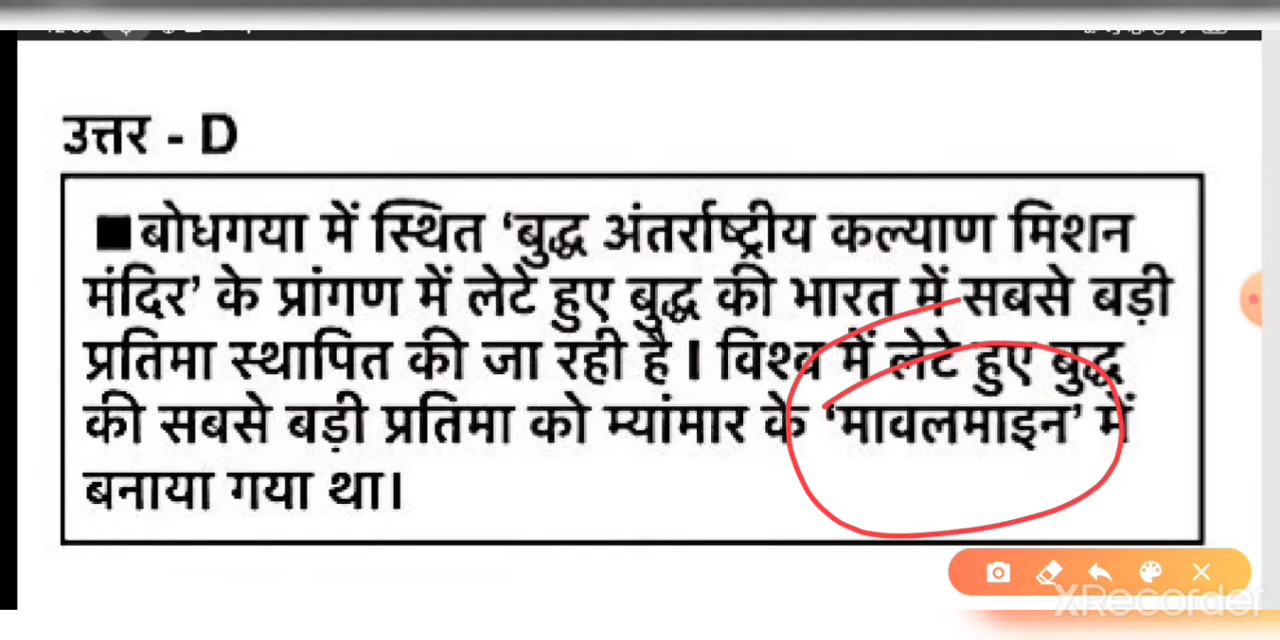 उत्तर - D
■बोधगया में स्थित ‘बुद्ध अंतर्राष्ट्रीय कल्याण मिशन
मंदिर’ के प्रांगण में लेटे हुए बुद्ध की भारत में सबसे बड़ी
प्रतिमा स्थापित की जा रही है। विश्व में लेटे हुए बुद्ध
की सबसे बड़ी प्रतिमा को म्यांमार के ‘मावलमाइन’ में
बनाया गया था।
XRecorder